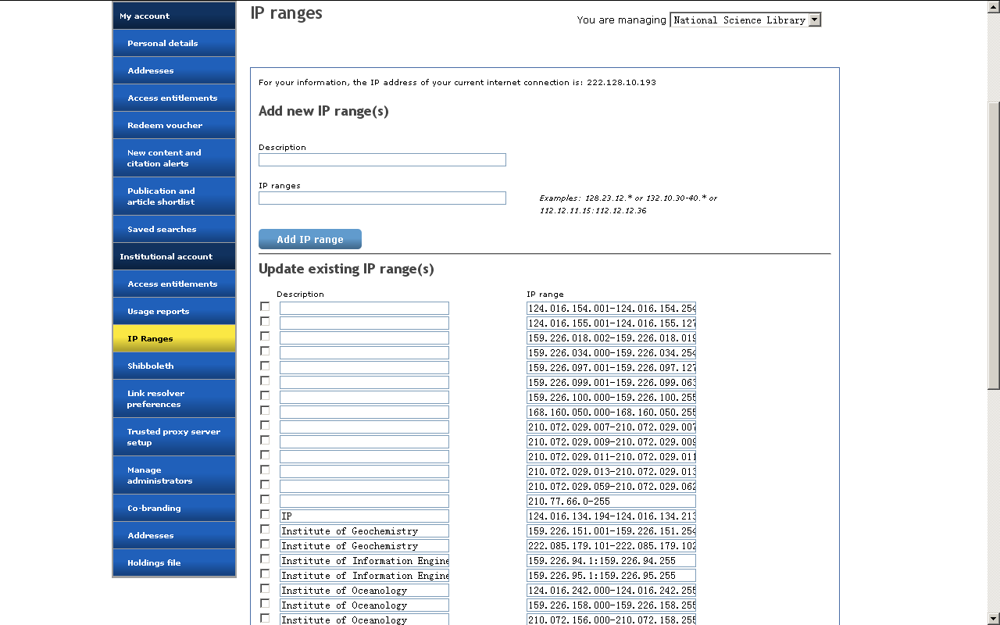 My account
Personal details
Addresses
Access entitlements
Redeem voucher
New content and
citation alerts
Publication and
article shortlist
Saved searches
Institutional account
Access entitlements
Usage reports
IP Ranges
Shibboleth
Link resolver
preferences
Trusted proxy server
setup
Manage
administrators
Co-branding
Addresses
Holdings file
IP ranges
You are managing National Science Library
For your information, the IP address of your current internet connection is: 222.128.10.193
Add new IP range(s)
Description
IP ranges
Examples: 128.23.12.* or 132.10.30-40.* or
112.12.11.15:112.12.12.36
Add IP range
Update existing IP range(s)
Description IP range
124.016.154.001-124.016.154.254
124.016.155.001-124.016.155.127
159.226.018.002-159.226.018.019
159.226.034.000-159.226.034.254
159.226.097.001-159.226.097.127
159.226.099.001-159.226.099.063
159.226.100.000-159.226.100.255
168.160.050.000-168.160.050.255
210.072.029.007-210.072.029.007
210.072.029.009-210.072.029.009
210.072.029.011-210.072.029.011
210.072.029.013-210.072.029.013
210.072.029.059-210.072.029.062
210.77.66.0-255
IP 124.016.134.194-124.016.134.213
Institute of Geochemistry 159.226.151.001-159.226.151.254
Institute of Geochemistry 222.085.179.101-222.085.179.102
Institute of Information Engine 159.226.94.1:159.226.94.255
Institute of Information Engine 159.226.95.1:159.226.95.255
Institute of Oceanology 124.016.242.000-124.016.242.255
Institute of Oceanology 159.226.158.000-159.226.158.255
Institute of Oceanology 210.072.156.000-210.072.158.255